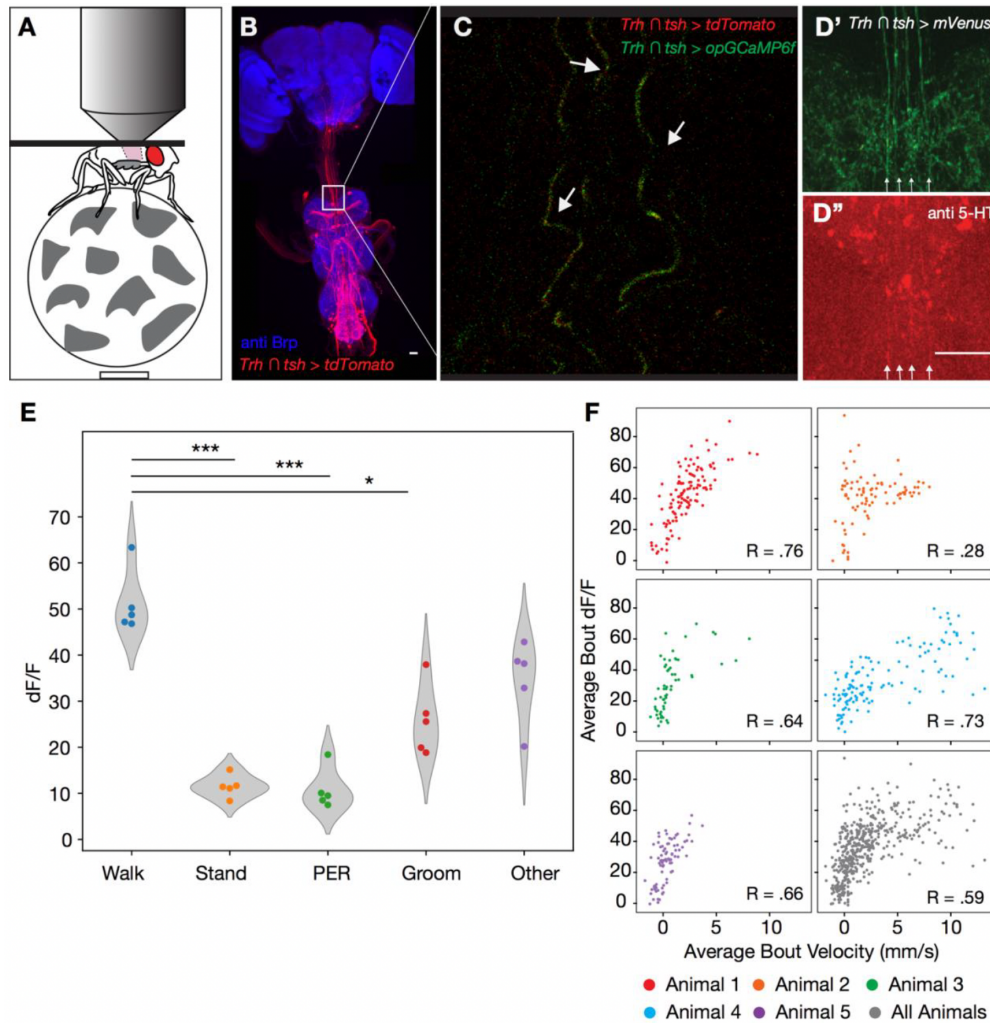 A
B
anti Brp
Trh ∩ tsh > tdTomato
C
Trh ∩ tsh > tdTomato
Trh ∩ tsh > opGCaMP6f
D'
Trh ∩ tsh > mVenus
D"
anti 5-HT
E
***
***
*
dF/F
70
60
50
40
30
20
10
0
Walk Stand PER Groom Other
F
Average Bout dF/F
80
60
40
20
0
R = .76
R = .28
80
60
40
20
0
R = .64
R = .73
80
60
40
20
0
R = .66
R = .59
0 5 10 0 5 10
Average Bout Velocity (mm/s)
Animal 1 Animal 2 Animal 3
Animal 4 Animal 5 All Animals